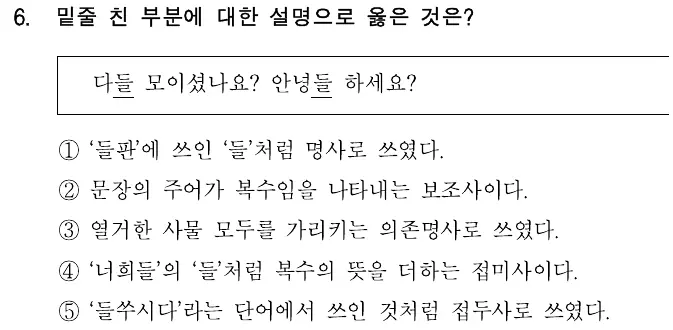 6. 밑줄 친 부분에 대한 설명으로 옳은 것은?
다들 모이셨나요? 안녕들 하세요?
① ‘들판’에 쓰인 ‘들’처럼 명사로 쓰였다.
② 문장의 주어가 복수임을 나타내는 보조사이다.
③ 열거한 사물 모두를 가리키는 의존명사로 쓰였다.
④ ‘너희들’의 ‘들’처럼 복수의 뜻을 더하는 접미사이다.
⑤ ‘들쑤시다’라는 단어에서 쓰인 것처럼 접두사로 쓰였다.